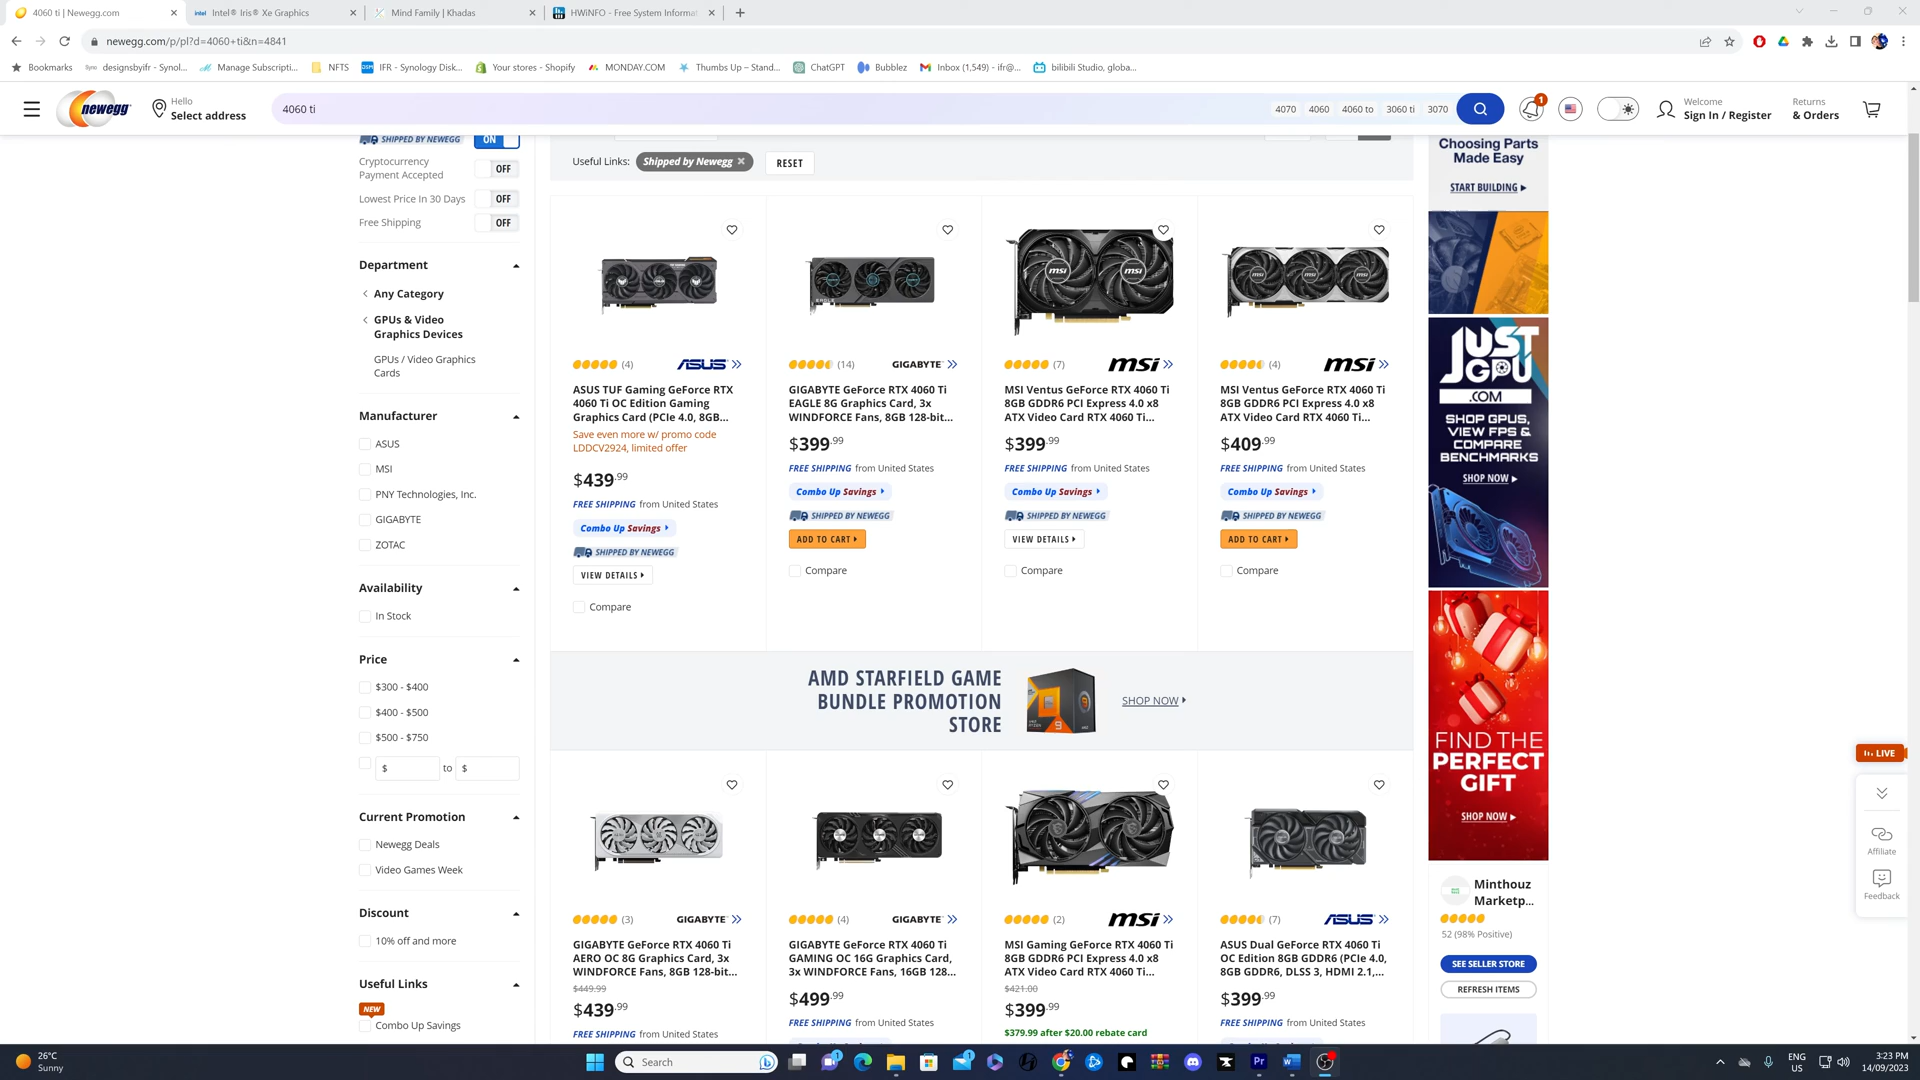 4060 ti | Newegg.com
Intel® Iris® Xe Graphics
Mind Family | Khadas
HWiNFO - Free System Informat
newegg.com/p/pl?d=4060+ti&n=4841
Bookmarks
designsbyifr - Synol...
Manage Subscripti...
NFTS
IFR - Synology Disk...
Your stores - Shopify
MONDAY.COM
Thumbs Up – Stand...
ChatGPT
Bubblez
Inbox (1,549) - ifr@...
bilibili Studio, globa...
newegg
Hello
Select address
4060 ti
4070
4060
4060 to
3060 ti
3070
1
Welcome
Sign In / Register
Returns
& Orders
SHIPPED BY NEWEGG
ON
Cryptocurrency
Payment Accepted
OFF
Lowest Price In 30 Days
OFF
Free Shipping
OFF
Department
Any Category
GPUs & Video
Graphics Devices
GPUs / Video Graphics
Cards
Manufacturer
ASUS
MSI
PNY Technologies, Inc.
GIGABYTE
ZOTAC
Availability
In Stock
Price
$300 - $400
$400 - $500
$500 - $750
$ to $
Current Promotion
Newegg Deals
Video Games Week
Discount
10% off and more
Useful Links
NEW
Combo Up Savings
Useful Links:
Shipped by Newegg
RESET
(4)
ASUS
ASUS TUF Gaming GeForce RTX
4060 Ti OC Edition Gaming
Graphics Card (PCIe 4.0, 8GB...
Save even more w/ promo code
LDDCV2924, limited offer
$439.99
FREE SHIPPING from United States
Combo Up Savings
SHIPPED BY NEWEGG
VIEW DETAILS
Compare
EAGLE
(14)
GIGABYTE
GIGABYTE GeForce RTX 4060 Ti
EAGLE 8G Graphics Card, 3x
WINDFORCE Fans, 8GB 128-bit...
$399.99
FREE SHIPPING from United States
Combo Up Savings
SHIPPED BY NEWEGG
ADD TO CART
Compare
msi
msi
(7)
msi
MSI Ventus GeForce RTX 4060 Ti
8GB GDDR6 PCI Express 4.0 x8
ATX Video Card RTX 4060 Ti...
$399.99
FREE SHIPPING from United States
Combo Up Savings
SHIPPED BY NEWEGG
VIEW DETAILS
Compare
msi
msi
msi
(4)
msi
MSI Ventus GeForce RTX 4060 Ti
8GB GDDR6 PCI Express 4.0 x8
ATX Video Card RTX 4060 Ti...
$409.99
FREE SHIPPING from United States
Combo Up Savings
SHIPPED BY NEWEGG
ADD TO CART
Compare
AMD STARFIELD GAME
BUNDLE PROMOTION
STORE
SHOP NOW
(3)
GIGABYTE
GIGABYTE GeForce RTX 4060 Ti
AERO OC 8G Graphics Card, 3x
WINDFORCE Fans, 8GB 128-bit...
$449.99
$439.99
FREE SHIPPING from United States
(4)
GIGABYTE
GIGABYTE GeForce RTX 4060 Ti
GAMING OC 16G Graphics Card,
3x WINDFORCE Fans, 16GB 128...
$499.99
FREE SHIPPING from United States
(2)
msi
MSI Gaming GeForce RTX 4060 Ti
8GB GDDR6 PCI Express 4.0 x8
ATX Video Card RTX 4060 Ti...
$421.00
$399.99
$379.99 after $20.00 rebate card
(7)
ASUS
ASUS Dual GeForce RTX 4060 Ti
OC Edition 8GB GDDR6 (PCIe 4.0,
8GB GDDR6, DLSS 3, HDMI 2.1,...
$399.99
FREE SHIPPING from United States
Choosing Parts
Made Easy
START BUILDING
JUST
GPU
.COM
SHOP GPUS,
VIEW FPS &
COMPARE
BENCHMARKS
SHOP NOW
FIND THE
PERFECT
GIFT
SHOP NOW
Minthouz
Marketp...
52 (98% Positive)
SEE SELLER STORE
REFRESH ITEMS
LIVE
Affiliate
Feedback
26°C
Sunny
Search
ENG
US
3:23 PM
14/09/2023